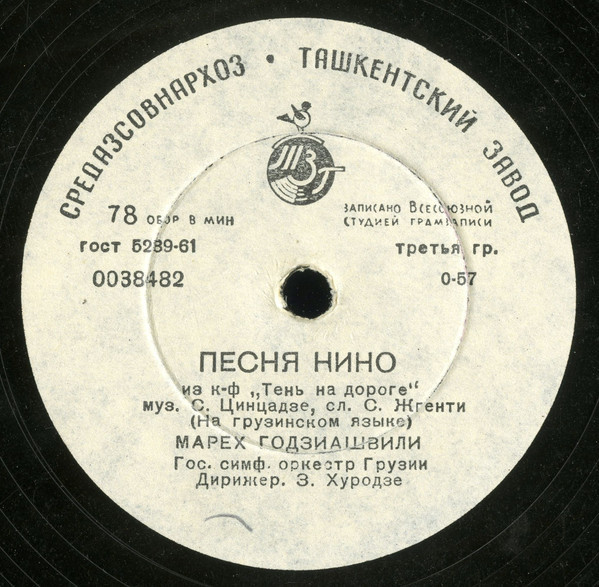 СРЕДАЗСОВНАРХОЗ • ТАШКЕНТСКИЙ ЗАВОД
ТЗГ
78 ОБОР В МИН
ЗАПИСАНО ВСЕСОЮЗНОЙ
СТУДИЕЙ ГРАМЗАПИСИ
ГОСТ 5289-61
третья гр.
0038482
0-57
ПЕСНЯ НИНО
из к-ф „Тень на дороге“
муз. С. Цинцадзе, сл. С. Жгенти
(На грузинском языке)
МАРЕХ ГОДЗИАШВИЛИ
Гос. симф. оркестр Грузии
Дирижер. З. Хуродзе